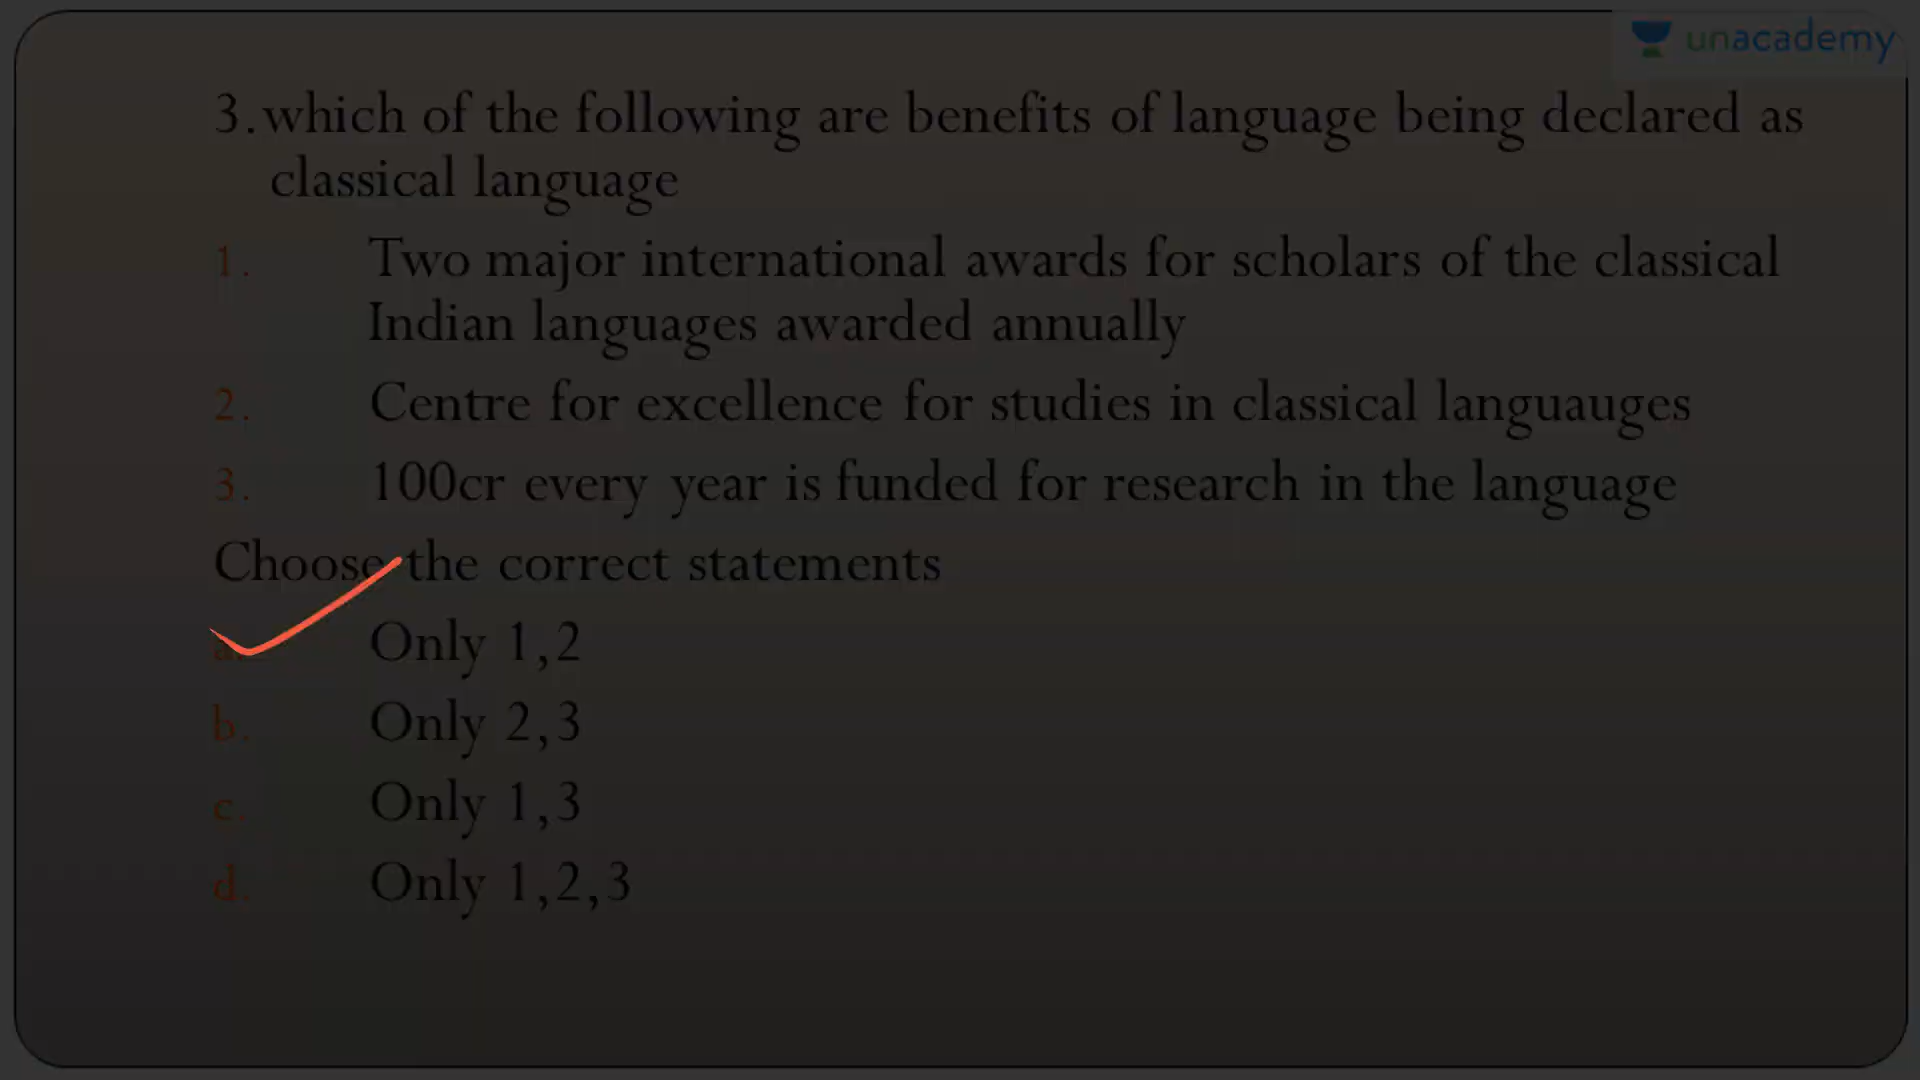 unacademy
3.which of the following are benefits of language being declared as
classical language
1. Two major international awards for scholars of the classical
Indian languages awarded annually
2. Centre for excellence for studies in classical languauges
3. 100cr every year is funded for research in the language
Choose the correct statements
a. Only 1,2
b. Only 2,3
c. Only 1,3
d. Only 1,2,3